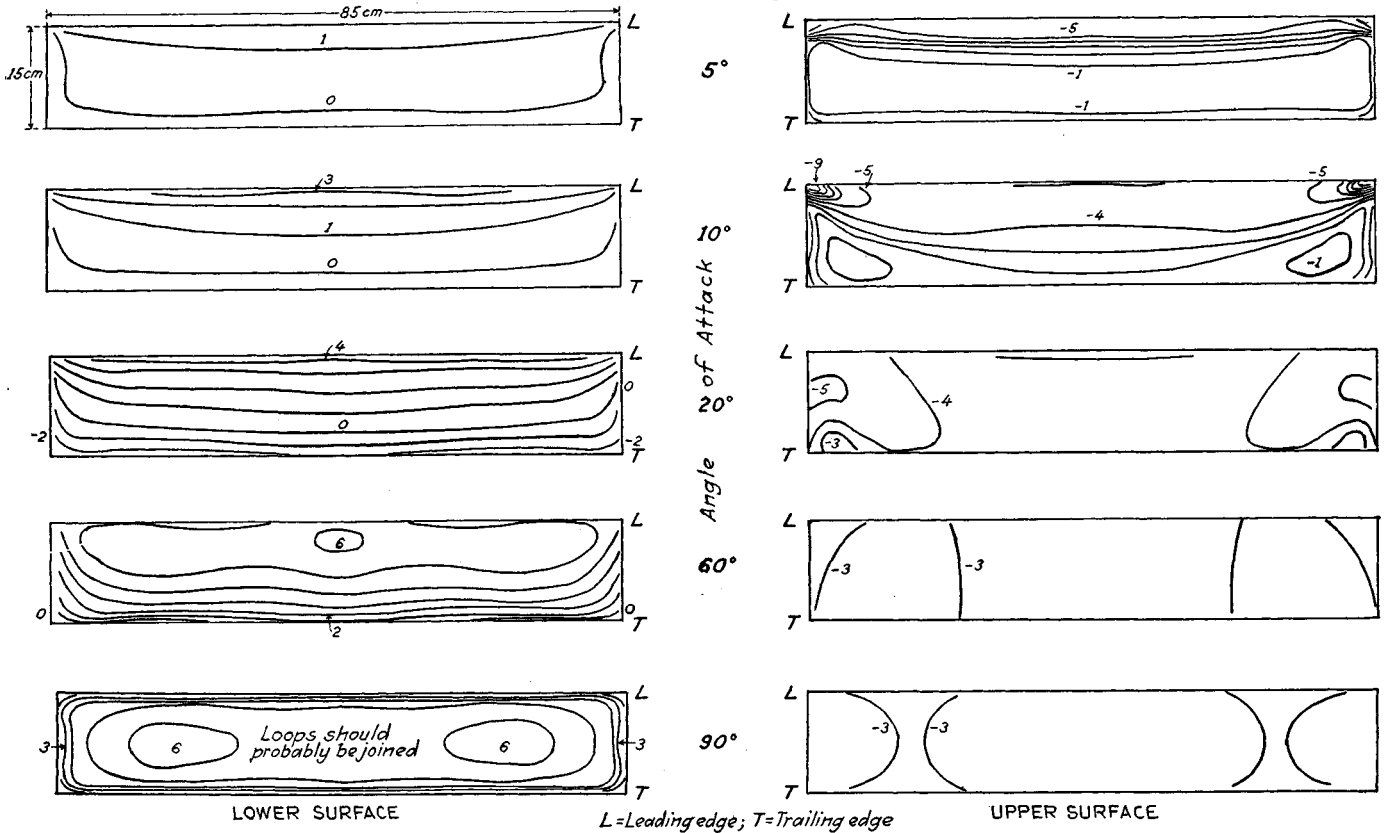 85cm
L
1
15cm
0
T
5°
L
-5
-1
-1
T
3
L
1
0
T
10°
-9
-5
-5
L
-4
-1
T
4
L
0
0
-2
-2
T
20°
L
-5
-4
-3
T
L
6
0
0
T
2
60°
L
-3
-3
T
L
3
6
Loops should
probably be joined
6
3
T
90°
L
-3
-3
T
Angle of Attack
LOWER SURFACE
UPPER SURFACE
L=Leading edge; T=Trailing edge